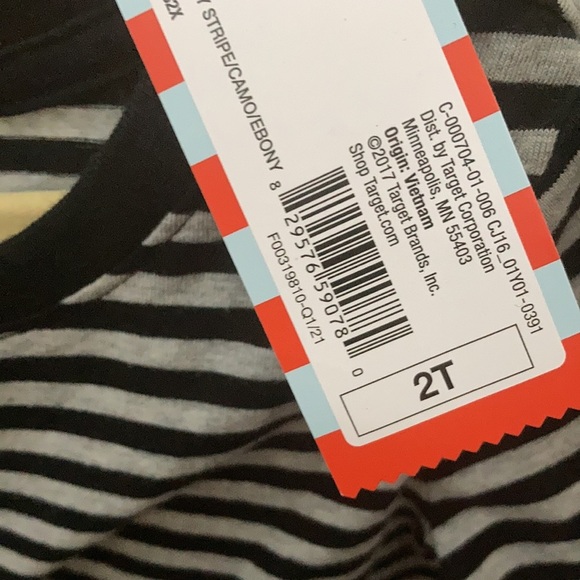 Y STRIPE/CAMO/EBONY
C-000704-01-006 CJ16_01Y01-0391
Dist. by Target Corporation
Minneapolis, MN 55403
Origin: Vietnam
©2017 Target Brands, Inc.
Shop Target.com
8 29576 59078 0
F00319810-Q1/21
2T